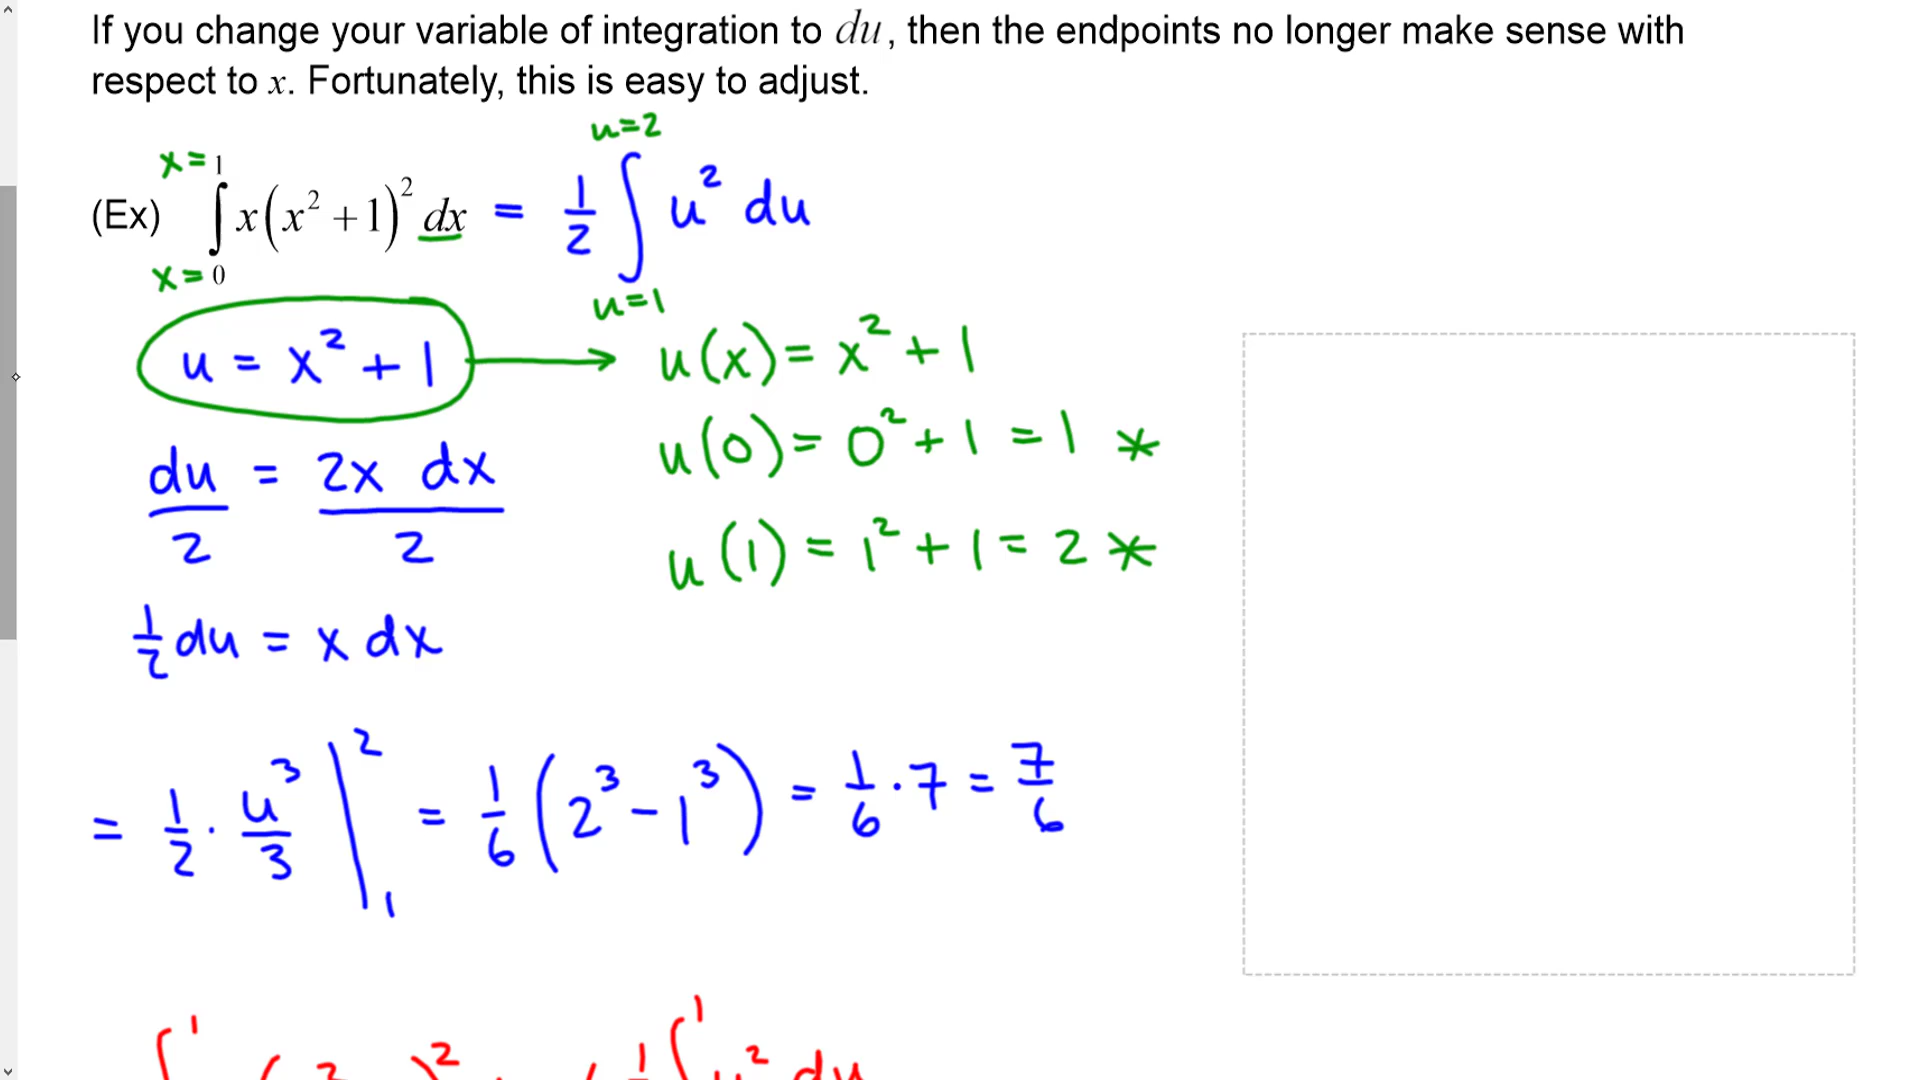 If you change your variable of integration to du, then the endpoints no longer make sense with
respect to x. Fortunately, this is easy to adjust.
(Ex) ∫_{x=0}^{x=1} x(x² + 1)² dx = 1/2 ∫_{u=1}^{u=2} u² du
u = x² + 1 → u(x) = x² + 1
u(0) = 0² + 1 = 1 *
du/2 = 2x dx/2
u(1) = 1² + 1 = 2 *
1/2 du = x dx
= 1/2 · u³/3 |_1^2 = 1/6 (2³ - 1³) = 1/6 · 7 = 7/6